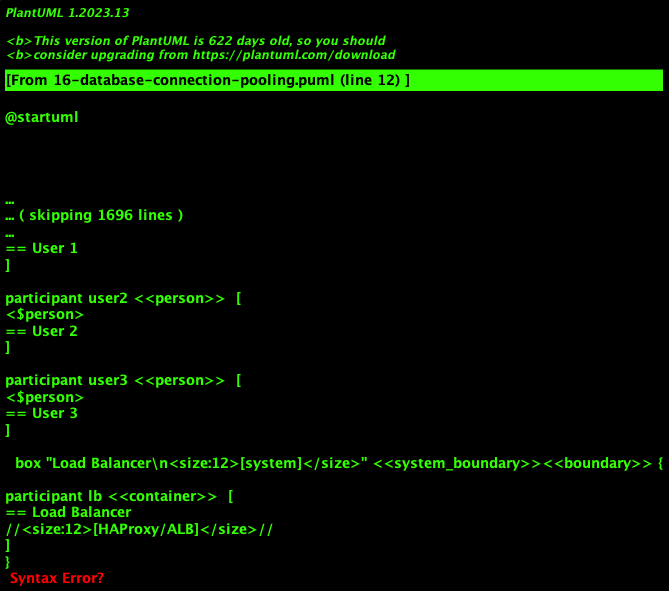 PlantUML 1.2023.13
<b>This version of PlantUML is 622 days old, so you should
<b>consider upgrading from https://plantuml.com/download
[From 16-database-connection-pooling.puml (line 12) ]
@startuml
...
... ( skipping 1696 lines )
...
== User 1
]
participant user2 <<person>>  [
<$person>
== User 2
]
participant user3 <<person>>  [
<$person>
== User 3
]
box "Load Balancer\n<size:12>[system]</size>" <<system_boundary>><<boundary>> {
participant lb <<container>>  [
== Load Balancer
//<size:12>[HAProxy/ALB]</size>//
]
}
Syntax Error?